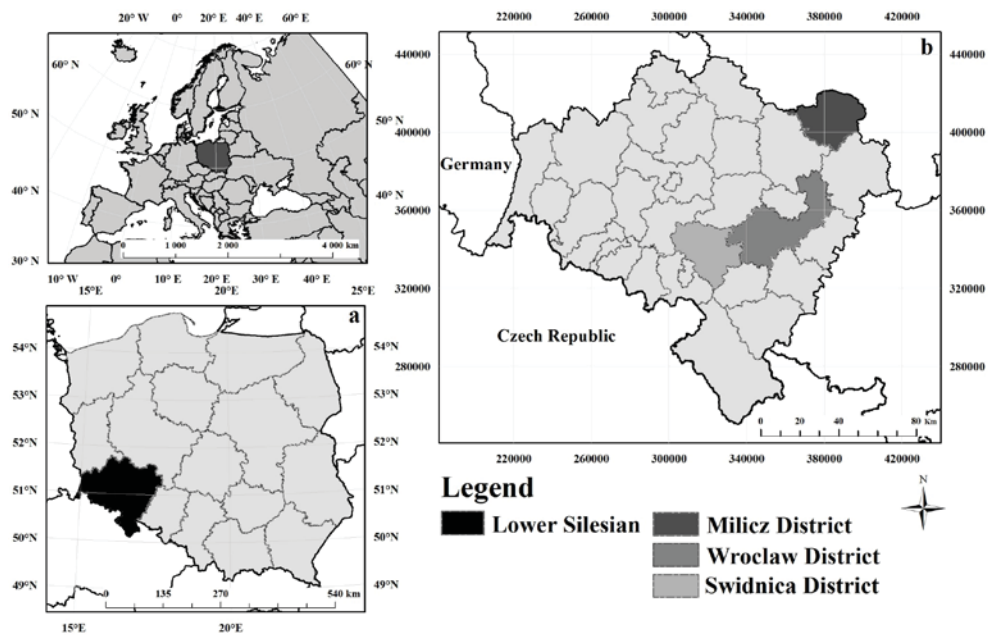 20° W 0° 20° E 40° E 60° E
60° N 60° N
50° N 50° N
40° N 40° N
30° N
0 1 000 2 000 4 000 km
10° W 0° 10° E 20° E 30° E 40° E
15°E 20°E 25°E
a
54°N 54°N
53°N 53°N
52°N 52°N
51°N 51°N
50°N 50°N
49°N 49°N
0 135 270 540 km
15°E 20°E
220000 260000 300000 340000 380000 420000
b
440000 440000
400000 400000
Germany
360000 360000
320000 320000
Czech Republic
280000 280000
0 20 40 80 Km
220000 260000 300000 340000 380000 420000
Legend
N
Lower Silesian
Milicz District
Wroclaw District
Swidnica District